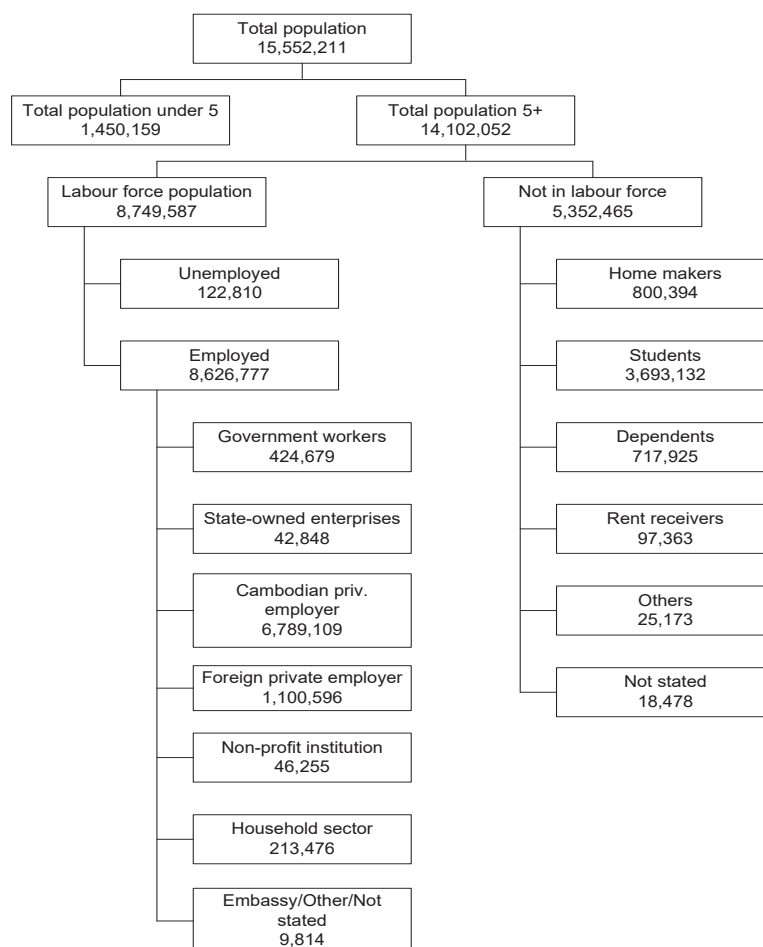 Total population
15,552,211
Total population under 5
1,450,159
Total population 5+
14,102,052
Labour force population
8,749,587
Not in labour force
5,352,465
Unemployed
122,810
Employed
8,626,777
Government workers
424,679
State-owned enterprises
42,848
Cambodian priv.
employer
6,789,109
Foreign private employer
1,100,596
Non-profit institution
46,255
Household sector
213,476
Embassy/Other/Not
stated
9,814
Home makers
800,394
Students
3,693,132
Dependents
717,925
Rent receivers
97,363
Others
25,173
Not stated
18,478